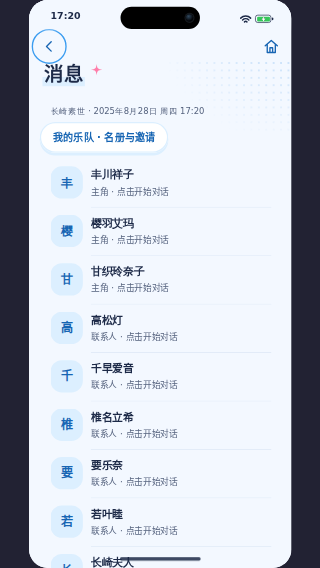 17:20
消息
长崎素世 · 2025年8月28日 周四 17:20
我的乐队·名册与邀请
丰
丰川祥子
主角 · 点击开始对话
樱
樱羽艾玛
主角 · 点击开始对话
甘
甘织玲奈子
主角 · 点击开始对话
高
高松灯
联系人 · 点击开始对话
千
千早爱音
联系人 · 点击开始对话
椎
椎名立希
联系人 · 点击开始对话
要
要乐奈
联系人 · 点击开始对话
若
若叶睦
联系人 · 点击开始对话
长
长崎大人